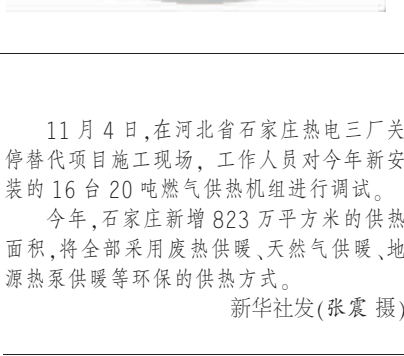 11 月 4 日,在河北省石家庄热电三厂关
停替代项目施工现场，工作人员对今年新安
装的 16 台 20 吨燃气供热机组进行调试。
今年,石家庄新增 823 万平方米的供热
面积,将全部采用废热供暖、天然气供暖、地
源热泵供暖等环保的供热方式。
新华社发(张震 摄)